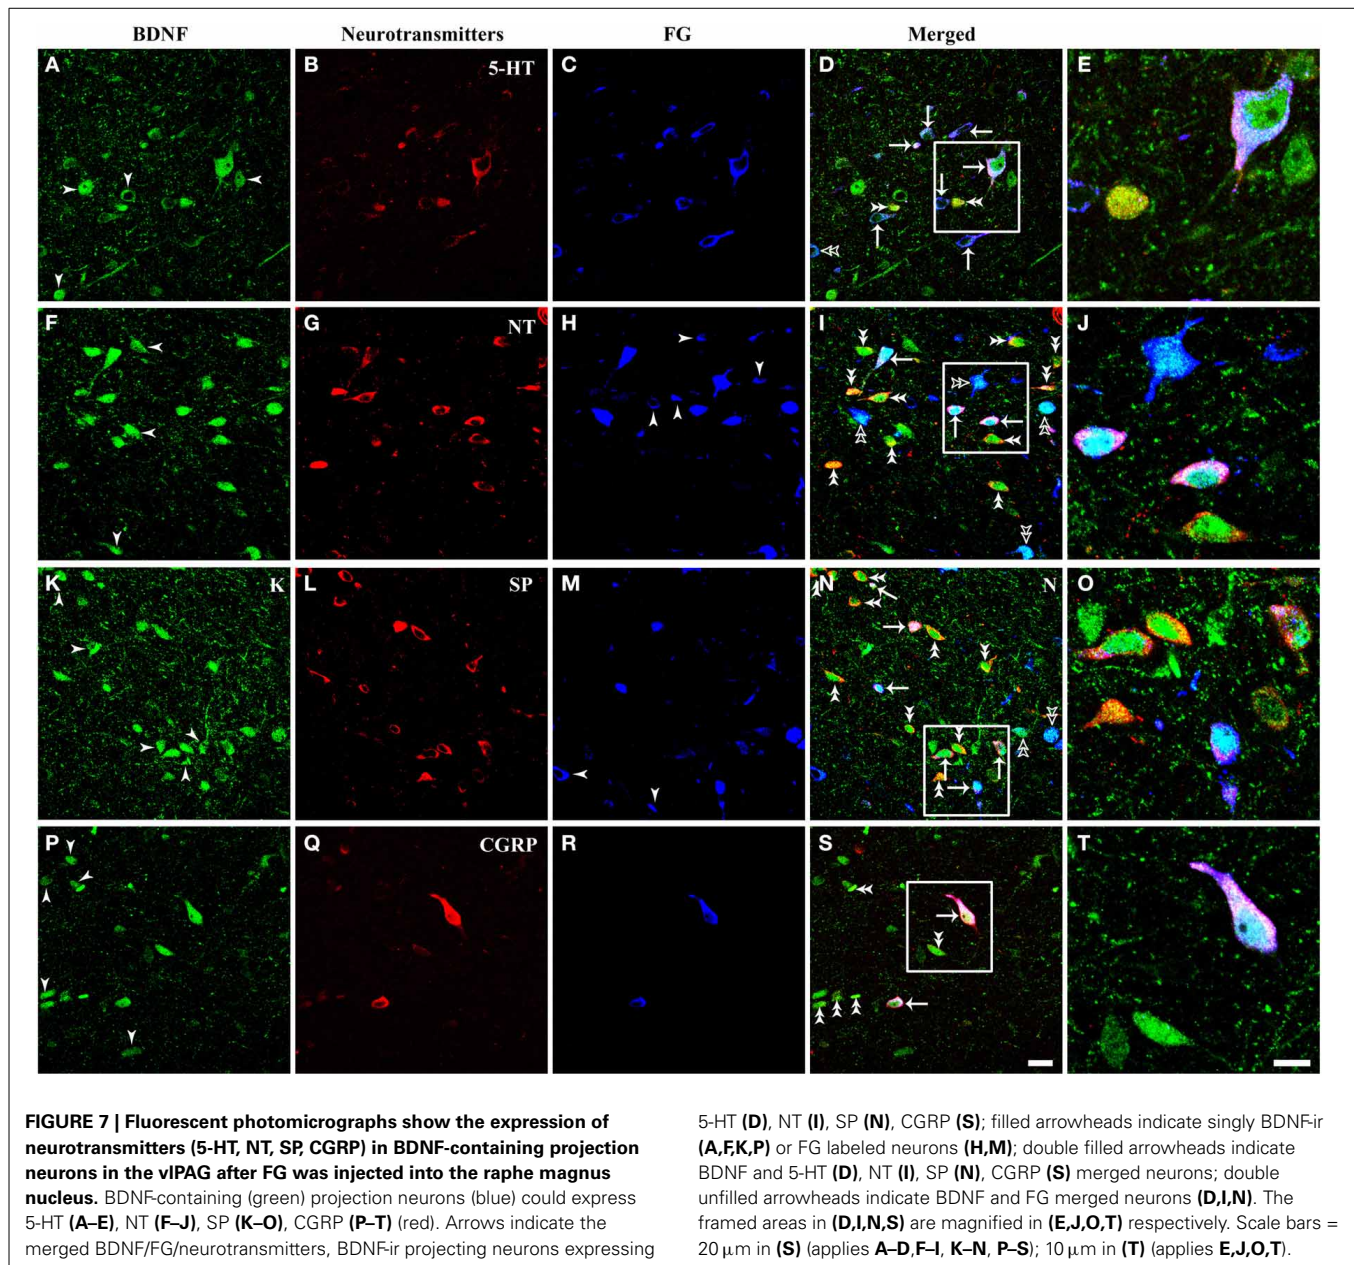 BDNF Neurotransmitters FG Merged
A B 5-HT C D E
F G NT H I J
K K L SP M N N O
P Q CGRP R S T
FIGURE 7 | Fluorescent photomicrographs show the expression of
neurotransmitters (5-HT, NT, SP, CGRP) in BDNF-containing projection
neurons in the vlPAG after FG was injected into the raphe magnus
nucleus. BDNF-containing (green) projection neurons (blue) could express
5-HT (A–E), NT (F–J), SP (K–O), CGRP (P–T) (red). Arrows indicate the
merged BDNF/FG/neurotransmitters, BDNF-ir projecting neurons expressing
5-HT (D), NT (I), SP (N), CGRP (S); filled arrowheads indicate singly BDNF-ir
(A,F,K,P) or FG labeled neurons (H,M); double filled arrowheads indicate
BDNF and 5-HT (D), NT (I), SP (N), CGRP (S) merged neurons; double
unfilled arrowheads indicate BDNF and FG merged neurons (D,I,N). The
framed areas in (D,I,N,S) are magnified in (E,J,O,T) respectively. Scale bars =
20 μm in (S) (applies A–D,F–I, K–N, P–S); 10 μm in (T) (applies E,J,O,T).